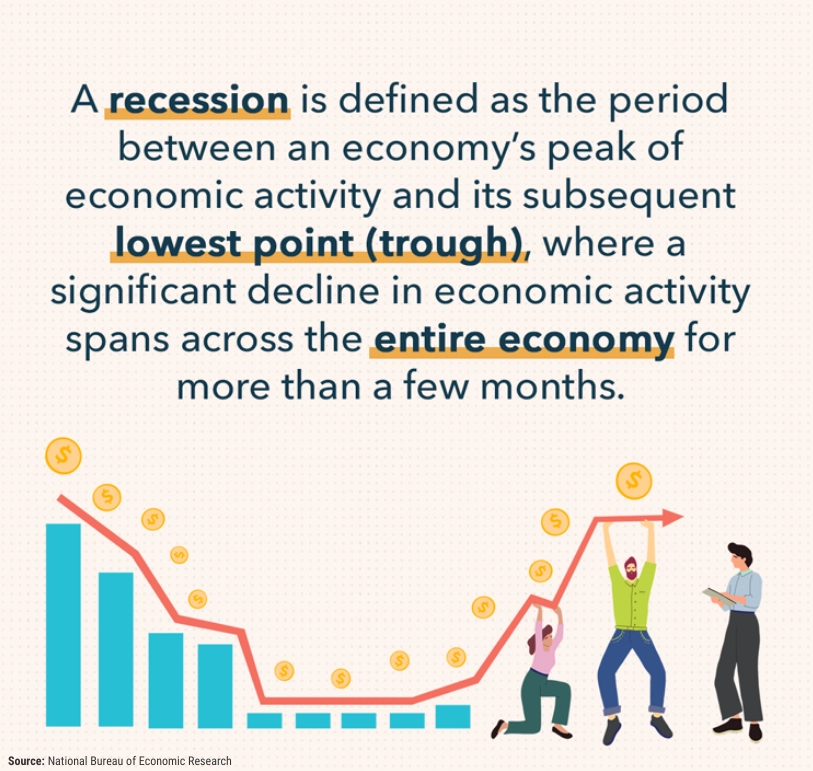 A recession is defined as the period
between an economy’s peak of
economic activity and its subsequent
lowest point (trough), where a
significant decline in economic activity
spans across the entire economy for
more than a few months.
$
$
$
$
$
$
$
$
$
$
$
$
$
Source: National Bureau of Economic Research